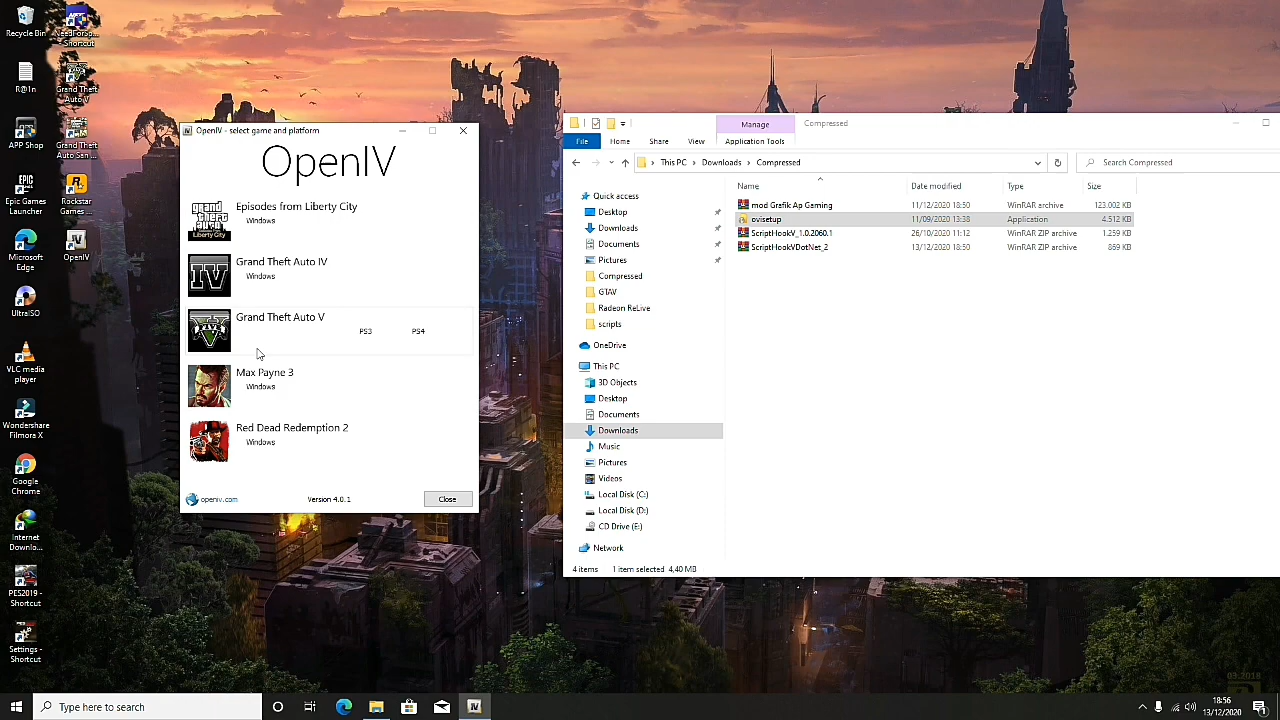 Recycle Bin
NeedForSp...
- Shortcut
R@1n
Grand Theft
Auto V
APP Shop
Grand Theft
Auto San ...
EPIC
GAMES
Epic Games
Launcher
Rockstar
Games ...
Microsoft
Edge
OpenIV
UltraISO
VLC media
player
Wondershare
Filmora X
Google
Chrome
Internet
Downlo...
PES2019 -
Shortcut
Settings -
Shortcut
OpenIV - select game and platform
OpenIV
Episodes from Liberty City
Windows
Grand Theft Auto IV
Windows
Grand Theft Auto V
PS3 PS4
Max Payne 3
Windows
Red Dead Redemption 2
Windows
openiv.com Version 4.0.1 Close
Manage Compressed
File Home Share View Application Tools
This PC Downloads Compressed Search Compressed
Name Date modified Type Size
mod Grafik Ap Gaming 11/12/2020 18:50 WinRAR archive 123.002 KB
ovisetup 11/09/2020 13:38 Application 4.512 KB
ScriptHookV_1.0.2060.1 26/10/2020 11:12 WinRAR ZIP archive 1.259 KB
ScriptHookVDotNet_2 13/12/2020 18:50 WinRAR ZIP archive 869 KB
Quick access
Desktop
Downloads
Documents
Pictures
Compressed
GTAV
Radeon ReLive
scripts
OneDrive
This PC
3D Objects
Desktop
Documents
Downloads
Music
Pictures
Videos
Local Disk (C:)
Local Disk (D:)
CD Drive (E:)
Network
4 items 1 item selected 4,40 MB
03.2018
Type here to search
18:56
13/12/2020